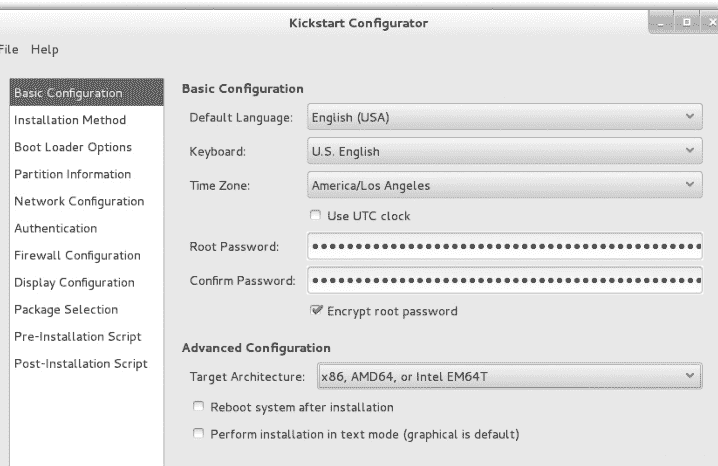 Kickstart Configurator
File Help
Basic Configuration
Installation Method
Boot Loader Options
Partition Information
Network Configuration
Authentication
Firewall Configuration
Display Configuration
Package Selection
Pre-Installation Script
Post-Installation Script
Basic Configuration
Default Language: English (USA)
Keyboard: U.S. English
Time Zone: America/Los Angeles
Use UTC clock
Root Password:
Confirm Password:
Encrypt root password
Advanced Configuration
Target Architecture: x86, AMD64, or Intel EM64T
Reboot system after installation
Perform installation in text mode (graphical is default)